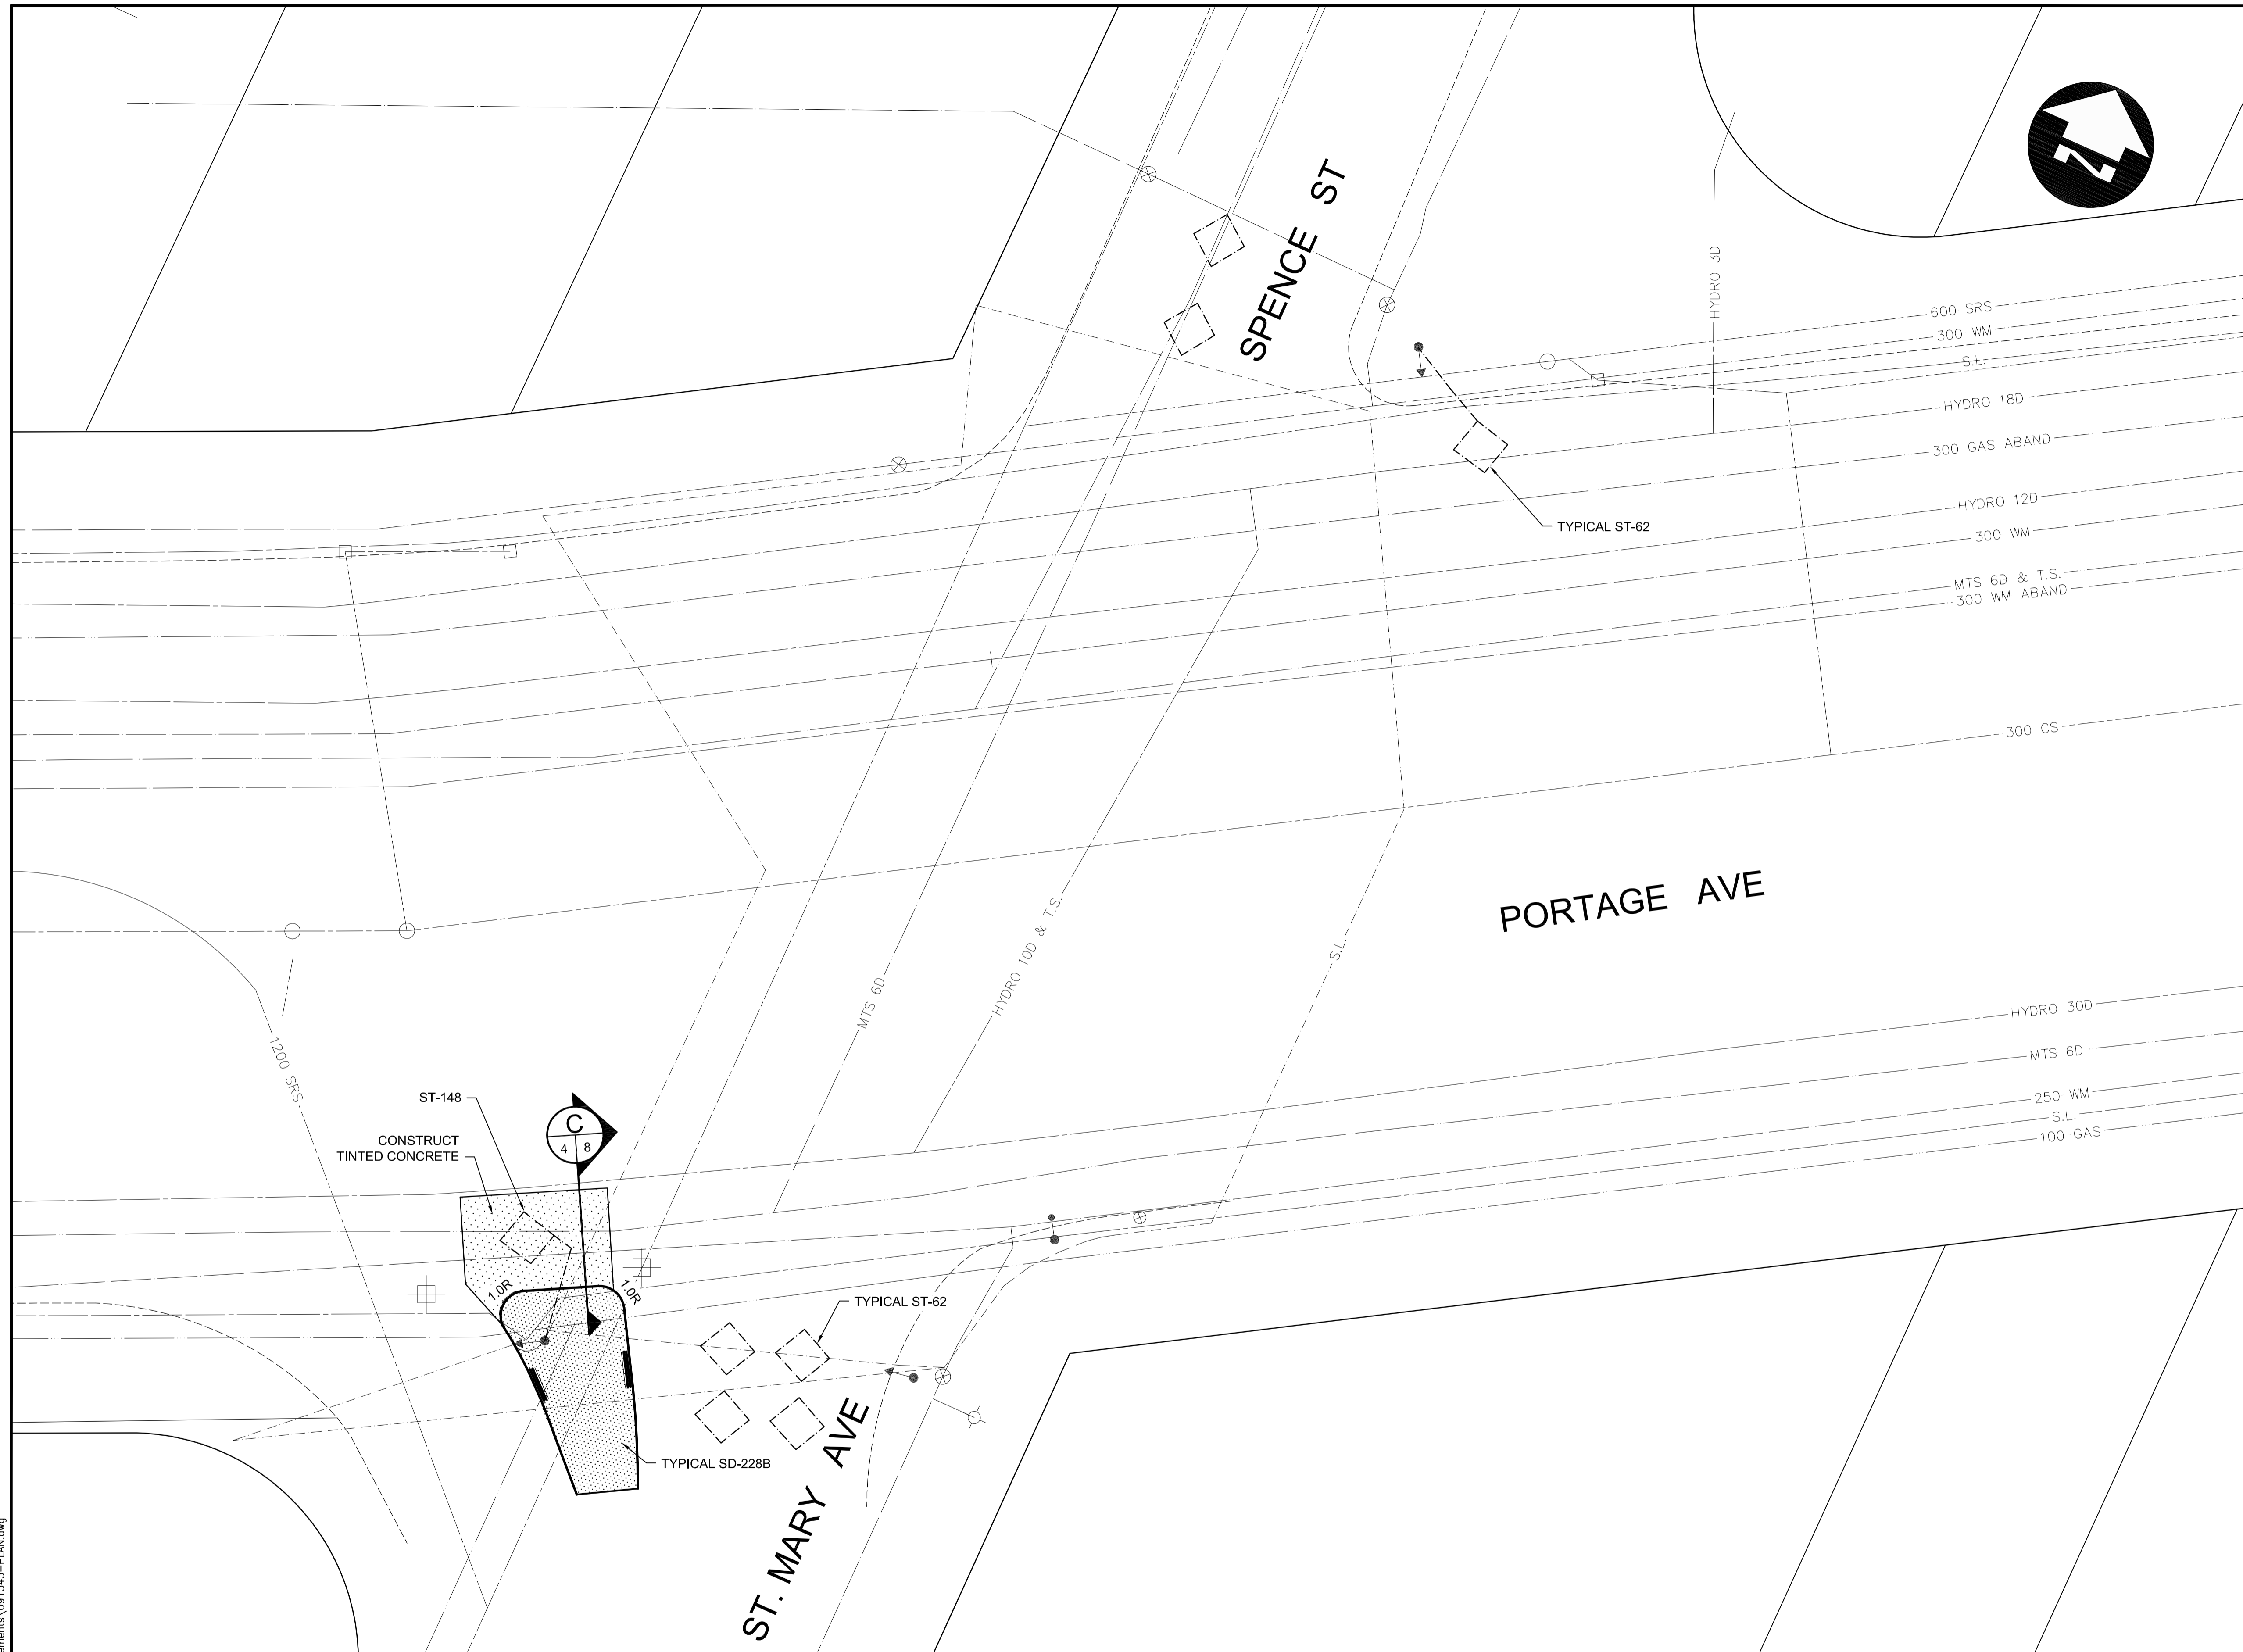 SPENCE ST
N
HYDRO 3D
600 SRS
300 WM
S.L.
HYDRO 18D
300 GAS ABAND
HYDRO 12D
300 WM
MTS 6D & T.S.
300 WM ABAND
TYPICAL ST-62
300 CS
PORTAGE AVE
MTS 6D
HYDRO 10D & T.S.
S.L.
1200 SRS
HYDRO 30D
MTS 6D
250 WM
S.L.
100 GAS
ST-148
CONSTRUCT
TINTED CONCRETE
C
4 8
1.0R
1.0R
TYPICAL ST-62
TYPICAL SD-228B
ST. MARY AVE